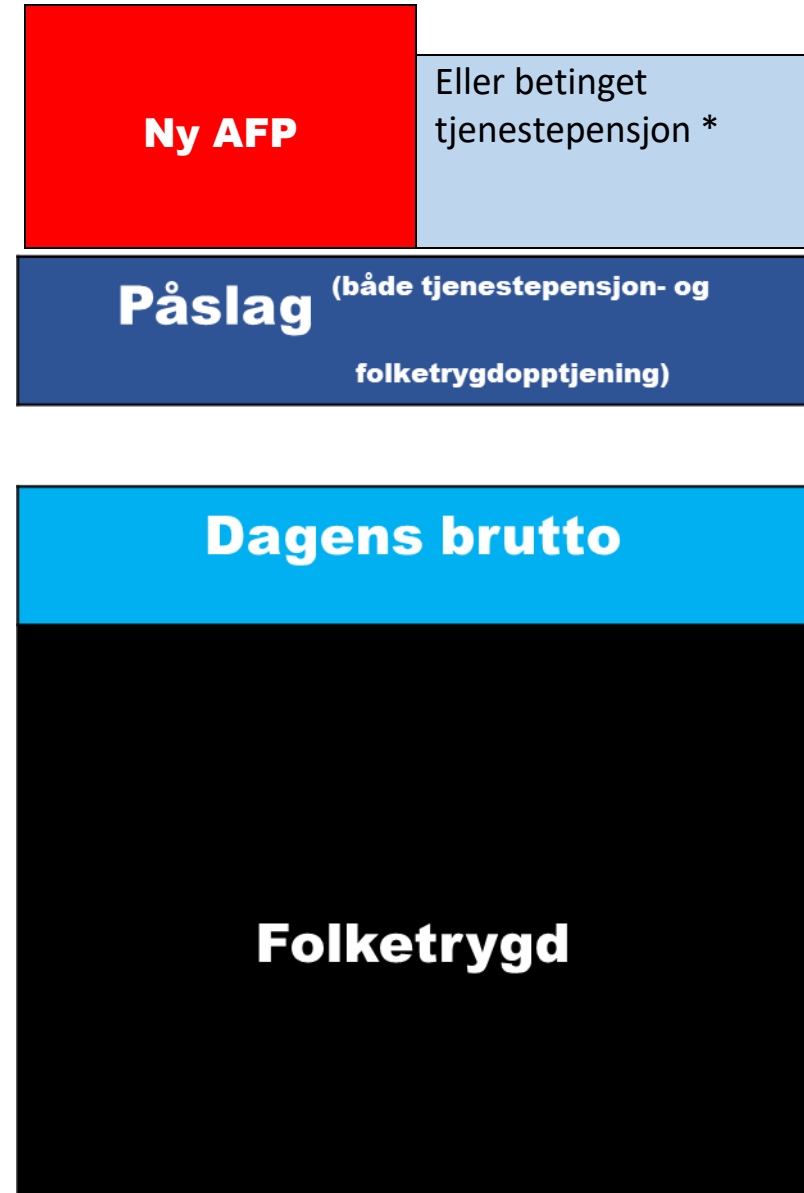 Ny AFP
Eller betinget
tjenestepensjon *
Påslag (både tjenestepensjon- og
folketrygdopptjening)
Dagens brutto
Folketrygd